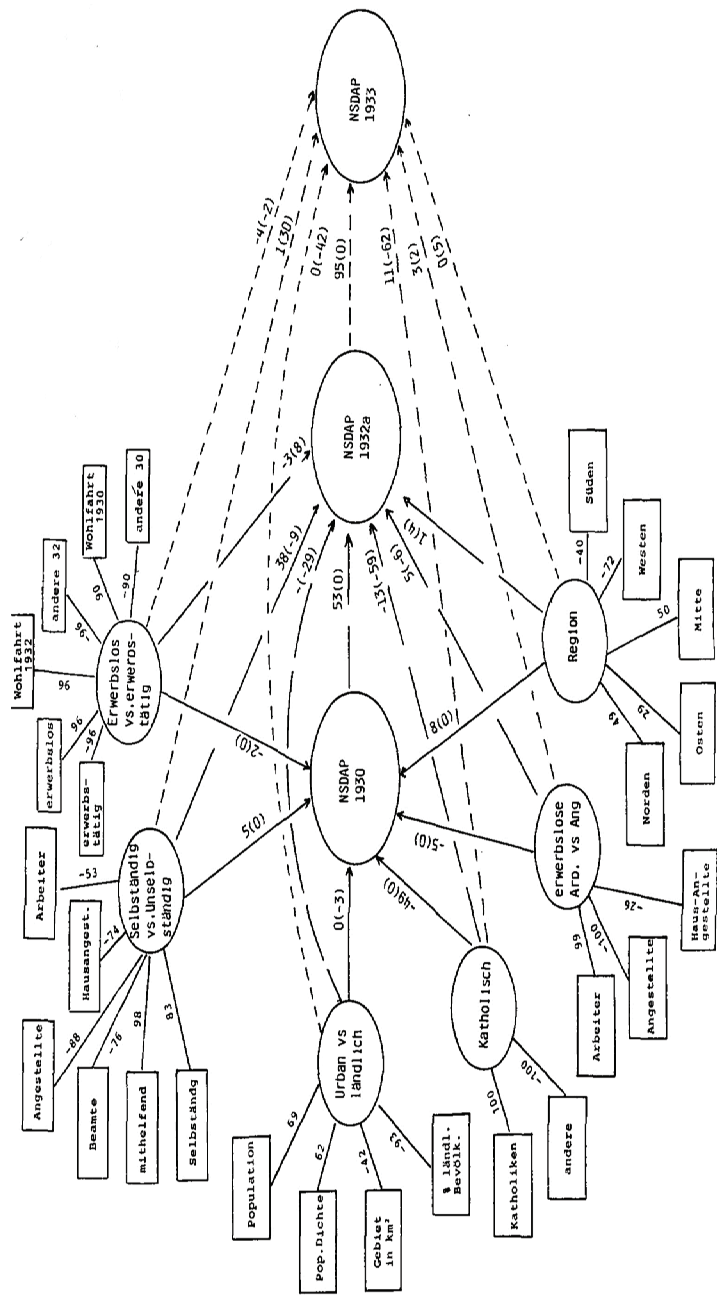 NSDAP
1933
-4(-2)
1(30)
0(-42)
95(0)
11(-62)
3(2)
0(5)
NSDAP
1932a
-3(8)
38(-9)
-(-29)
53(0)
-13(-59)
5(-6)
1(4)
NSDAP
1930
-2(0)
5(0)
0(-3)
-49(0)
-5(0)
8(0)
Wohlfahrt
1932
andere 32
Wohlfahrt
1930
andere 30
erwerbslos
erwerbs-
tätig
96
-96
90
-90
96
-96
Erwerbslos
vs.erwerbs-
tätig
Arbeiter
Hausangest.
Angestellte
Beamte
mithelfend
Selbständg
-53
-74
-88
-76
98
83
Selbständig
vs.Unselb-
ständig
Population
Pop.Dichte
Gebiet
in km²
% ländl.
Bevölk.
69
62
-42
-93
Urban vs
ländlich
Katholiken
andere
100
-100
Katholisch
Arbeiter
Angestellte
Haus-An-
gestellte
99
-100
-26
erwerbslose
Arb. vs Ang
Norden
Osten
Mitte
Westen
Süden
49
29
50
-72
-40
Region